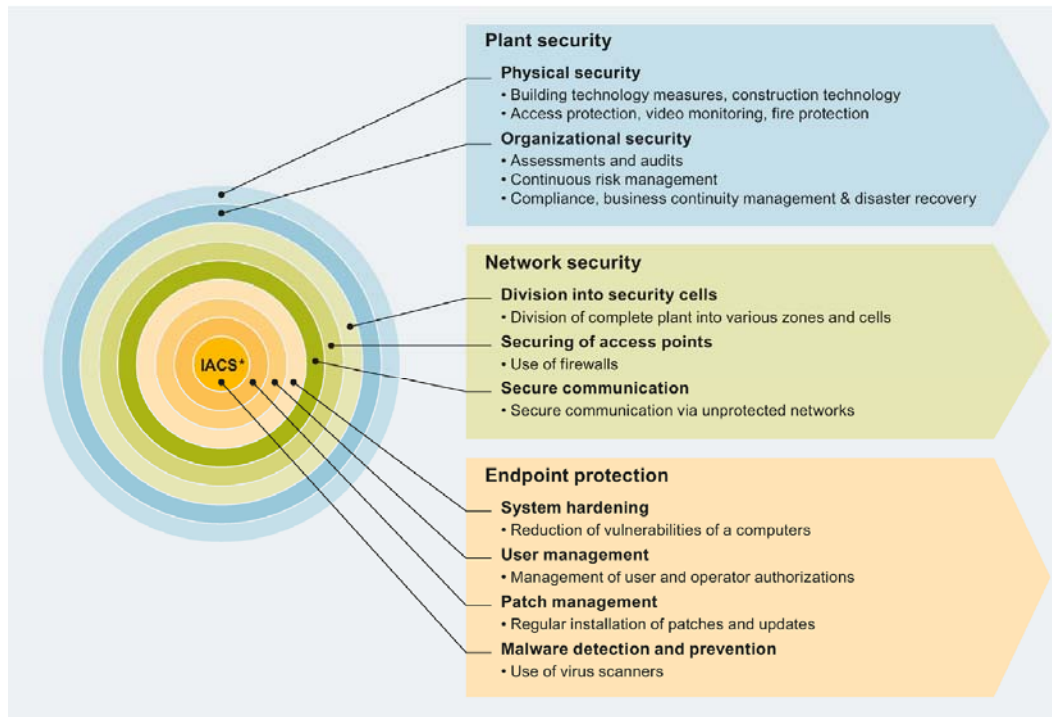 Plant security
Physical security
• Building technology measures, construction technology
• Access protection, video monitoring, fire protection
Organizational security
• Assessments and audits
• Continuous risk management
• Compliance, business continuity management & disaster recovery
IACS*
Network security
Division into security cells
• Division of complete plant into various zones and cells
Securing of access points
• Use of firewalls
Secure communication
• Secure communication via unprotected networks
Endpoint protection
System hardening
• Reduction of vulnerabilities of a computers
User management
• Management of user and operator authorizations
Patch management
• Regular installation of patches and updates
Malware detection and prevention
• Use of virus scanners